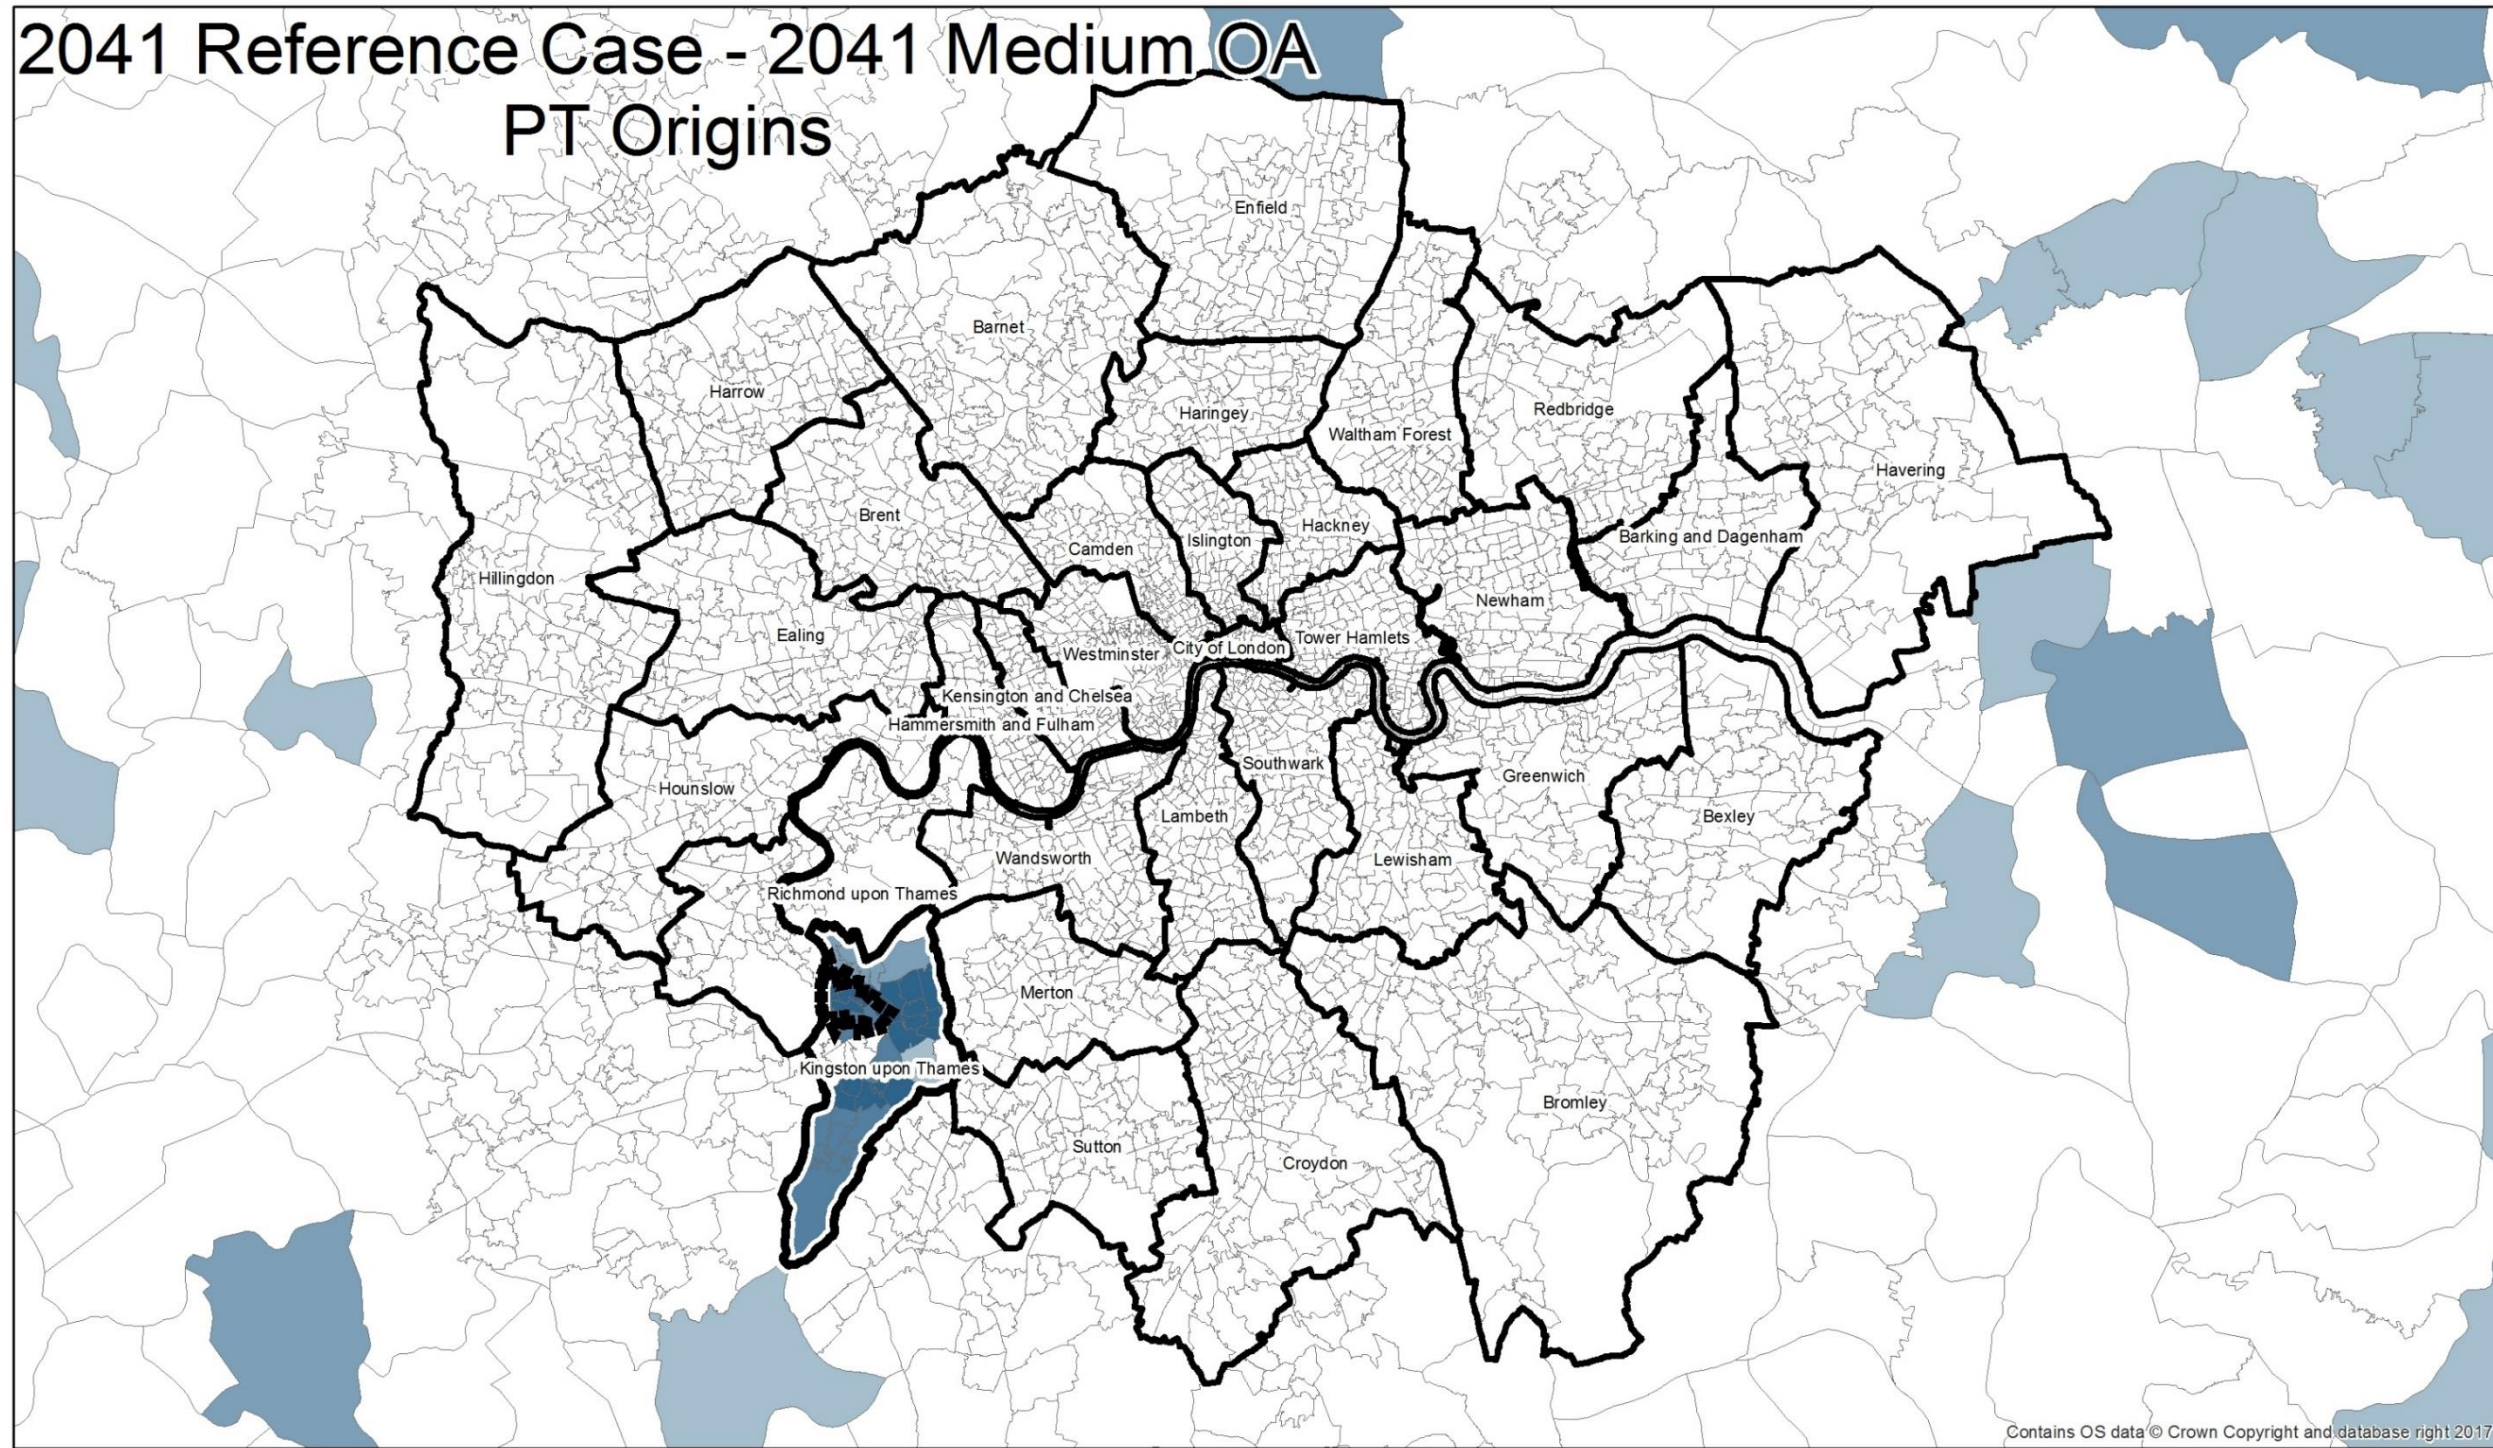 2041 Reference Case - 2041 Medium OA
PT Origins
Enfield
Barnet
Harrow
Haringey
Redbridge
Waltham Forest
Havering
Brent
Hackney
Barking and Dagenham
Islington
Camden
Hillingdon
Newham
Ealing
Tower Hamlets
City of London
Westminster
Kensington and Chelsea
Hammersmith and Fulham
Southwark
Greenwich
Hounslow
Lambeth
Bexley
Wandsworth
Lewisham
Richmond upon Thames
Merton
Kingston upon Thames
Bromley
Sutton
Croydon
Contains OS data © Crown Copyright and database right 2017